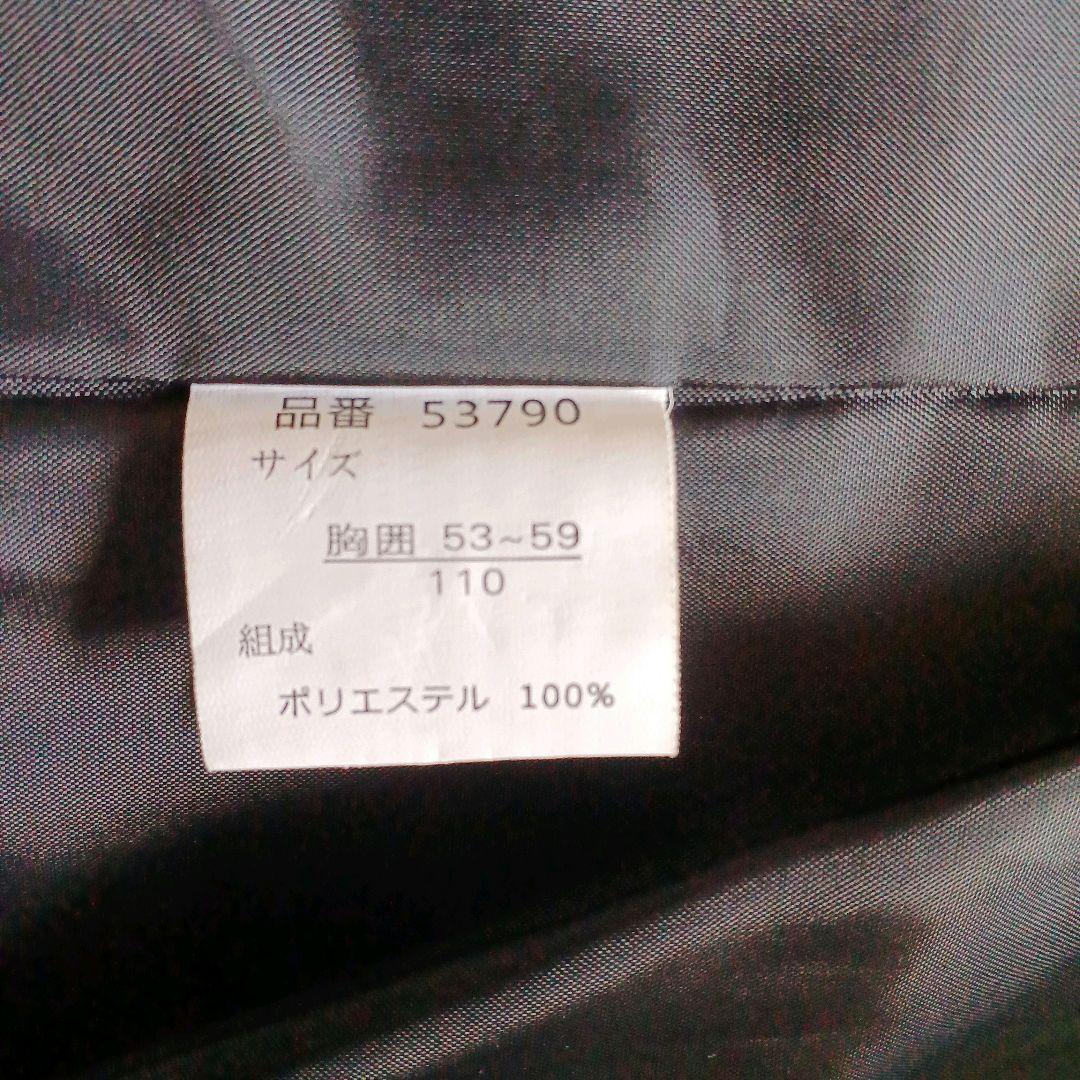 品番 53790
サイズ
胸囲 53~59
110
組成
ポリエステル 100%